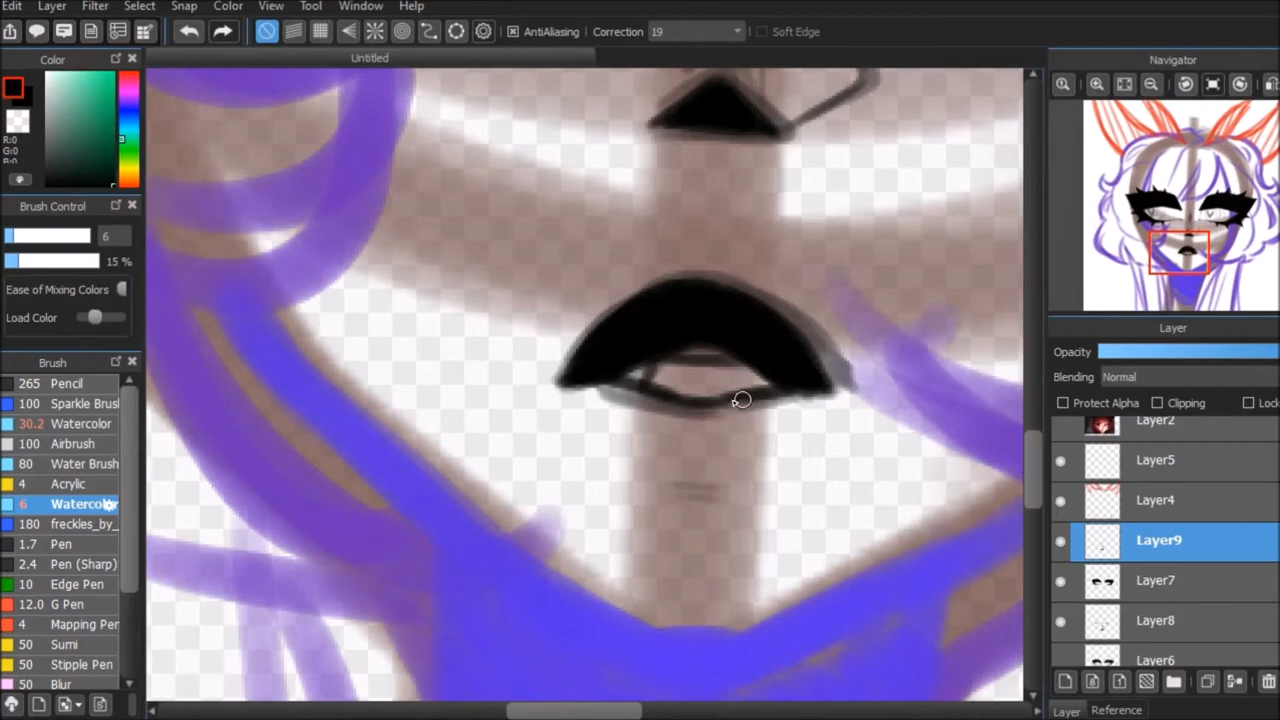 Edit Layer Filter Select Snap Color View Tool Window Help
AntiAliasing Correction 19 Soft Edge
Color
R:0
G:0
Brush Control
6
15 %
Ease of Mixing Colors
Load Color
Brush
265 Pencil
100 Sparkle Brus
30.2 Watercolor
100 Airbrush
80 Water Brush
4 Acrylic
6 Watercolor
180 freckles_by_
1.7 Pen
2.4 Pen (Sharp)
10 Edge Pen
12.0 G Pen
4 Mapping Pen
50 Sumi
50 Stipple Pen
50 Blur
Untitled
Navigator
Layer
Opacity
Blending Normal
Protect Alpha Clipping Lock
Layer2
Layer5
Layer4
Layer9
Layer7
Layer8
Layer6
Layer Reference